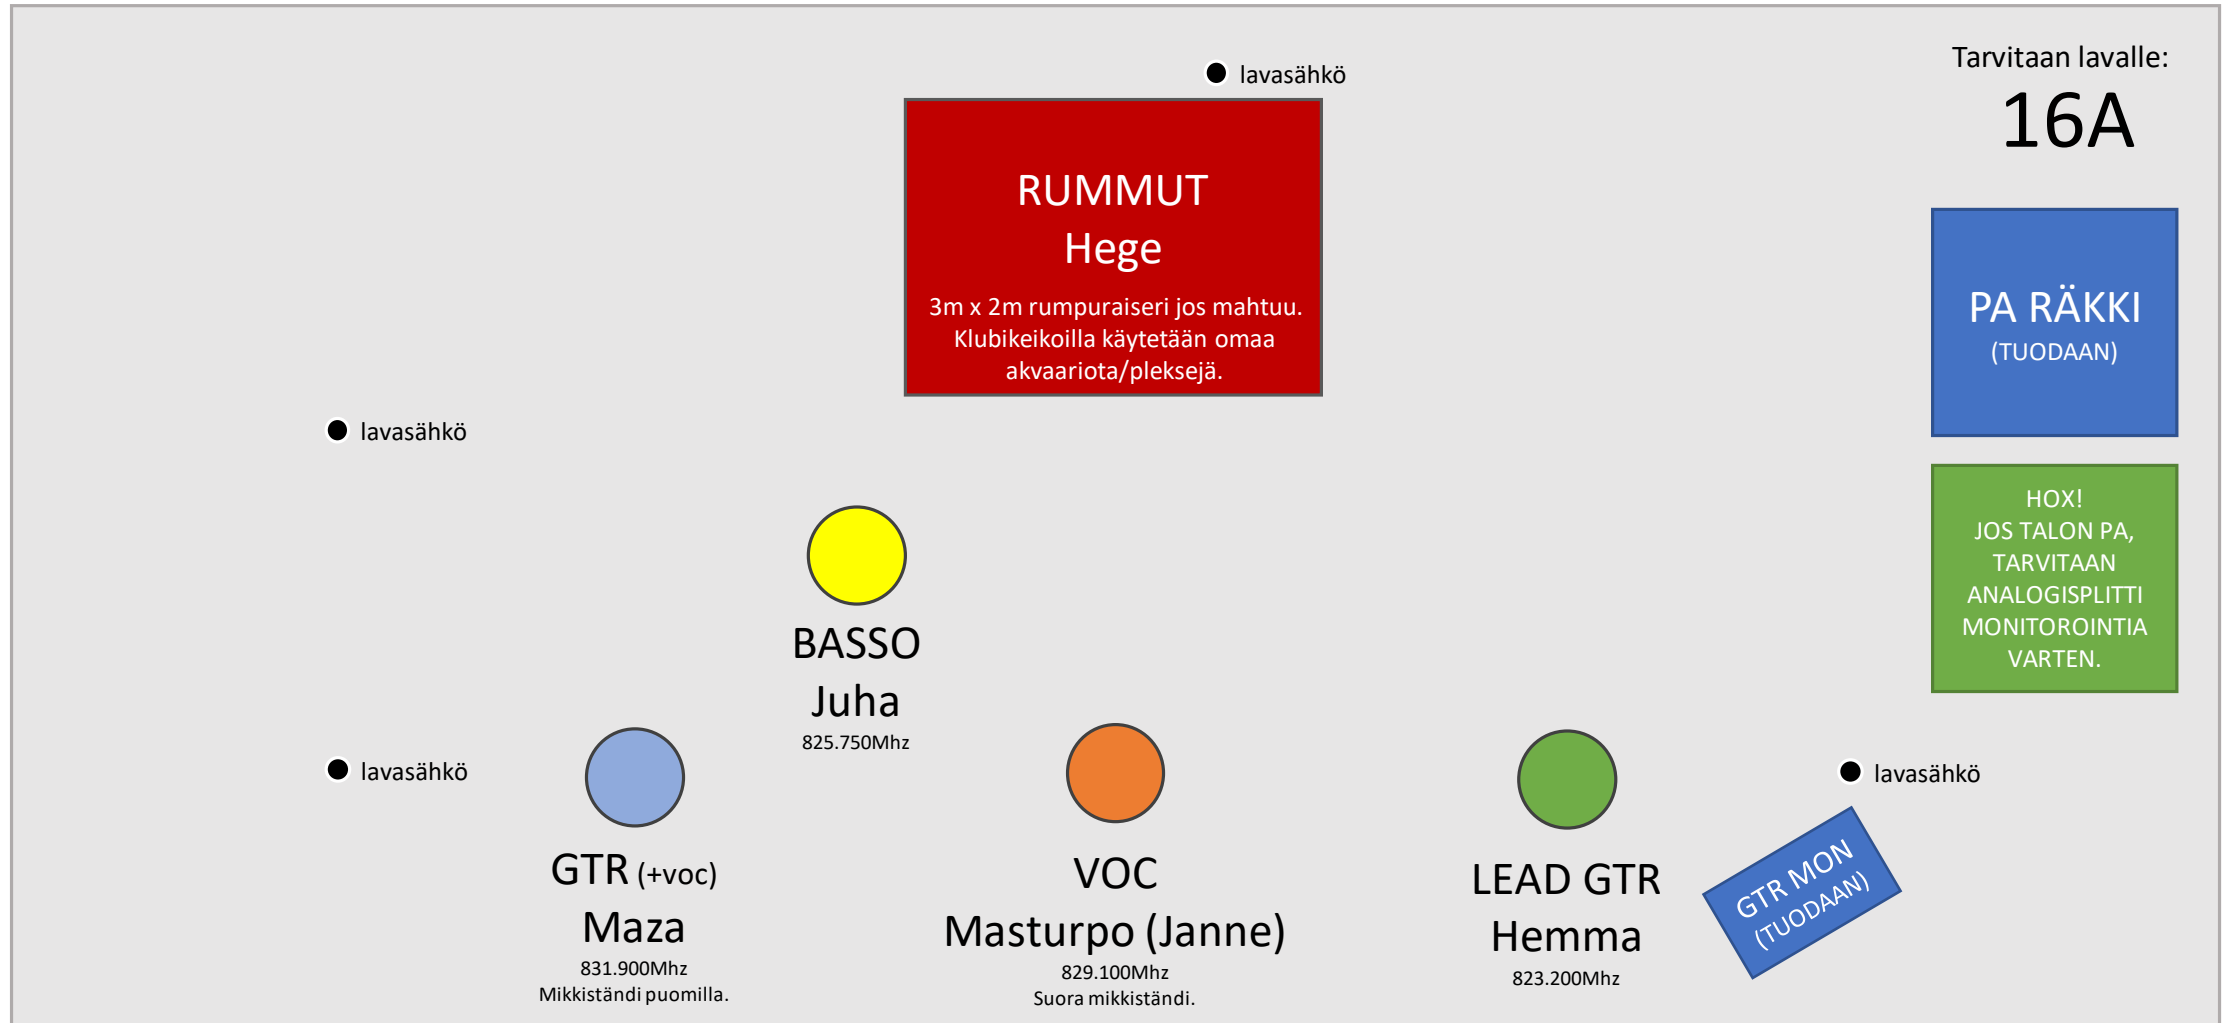 lavasähkö
Tarvitaan lavalle:
16A
RUMMUT
Hege
3m x 2m rumpuraiseri jos mahtuu.
Klubikeikoilla käytetään omaa
akvaariota/pleksejä.
PA RÄKKI
(TUODAAN)
lavasähkö
HOX!
JOS TALON PA,
TARVITAAN
ANALOGISPLITTI
MONITOROINTIA
VARTEN.
BASSO
Juha
825.750Mhz
lavasähkö
lavasähkö
GTR (+voc)
Maza
831.900Mhz
Mikkiständi puomilla.
VOC
Masturpo (Janne)
829.100Mhz
Suora mikkiständi.
LEAD GTR
Hemma
823.200Mhz
GTR MON
(TUODAAN)